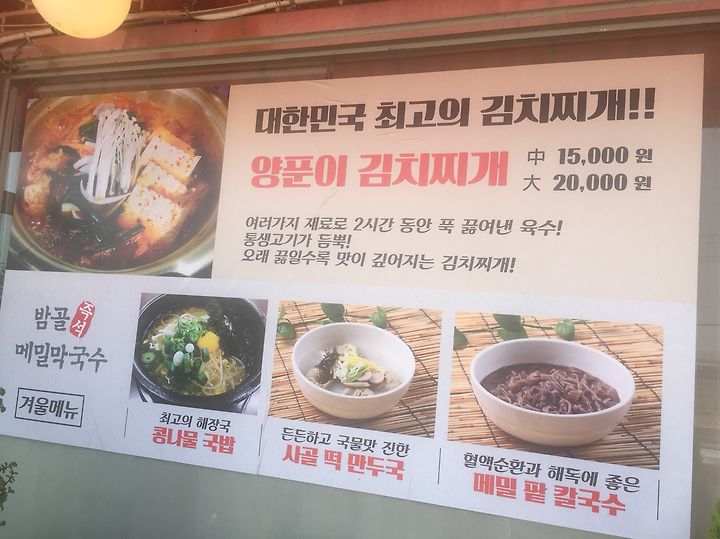 대한민국 최고의 김치찌개!!
양푼이 김치찌개 中 15,000 원
大 20,000 원
여러가지 재료로 2시간 동안 푹 끓여낸 육수!
통생고기가 듬뿍!
오래 끓일수록 맛이 깊어지는 김치찌개!
밤골 즉석
메밀막국수
겨울메뉴
최고의 해장국
콩나물 국밥
든든하고 국물맛 진한
사골 떡 만두국
혈액순환과 해독에 좋은
메밀 팥 칼국수